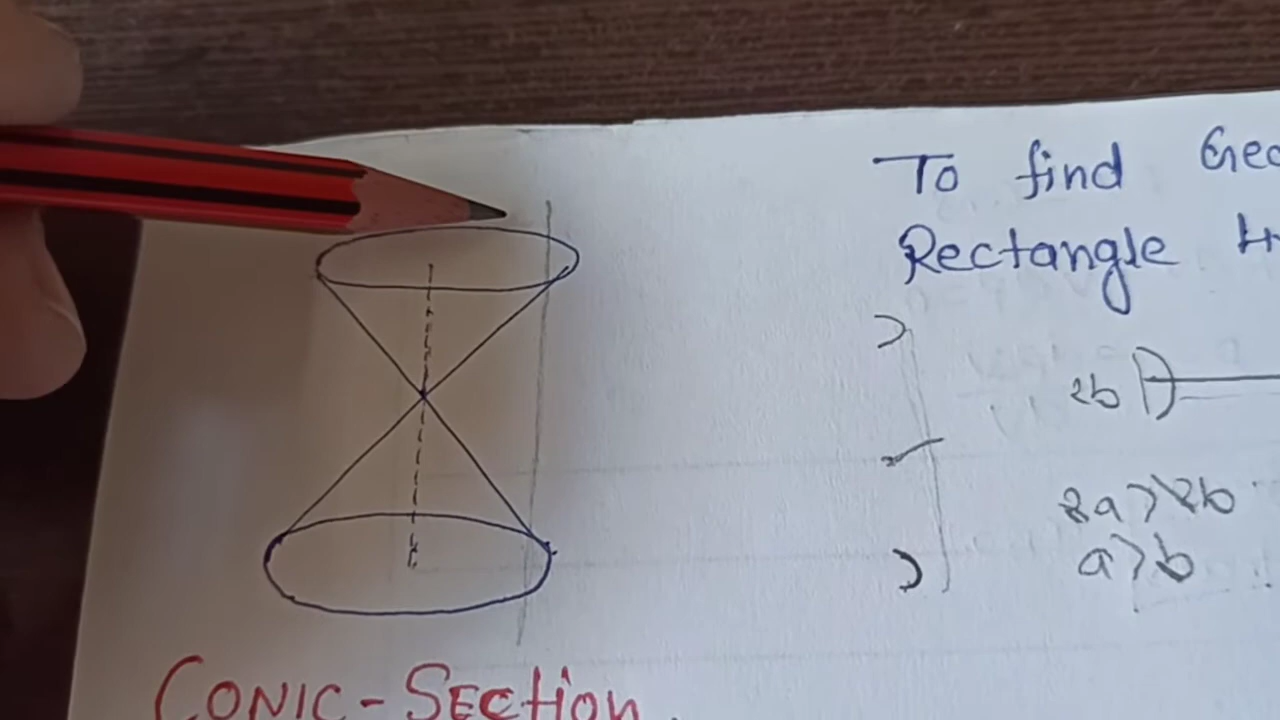 To find
Rectangle
2b
2a>2b
a>b
CONIC-SECTION.